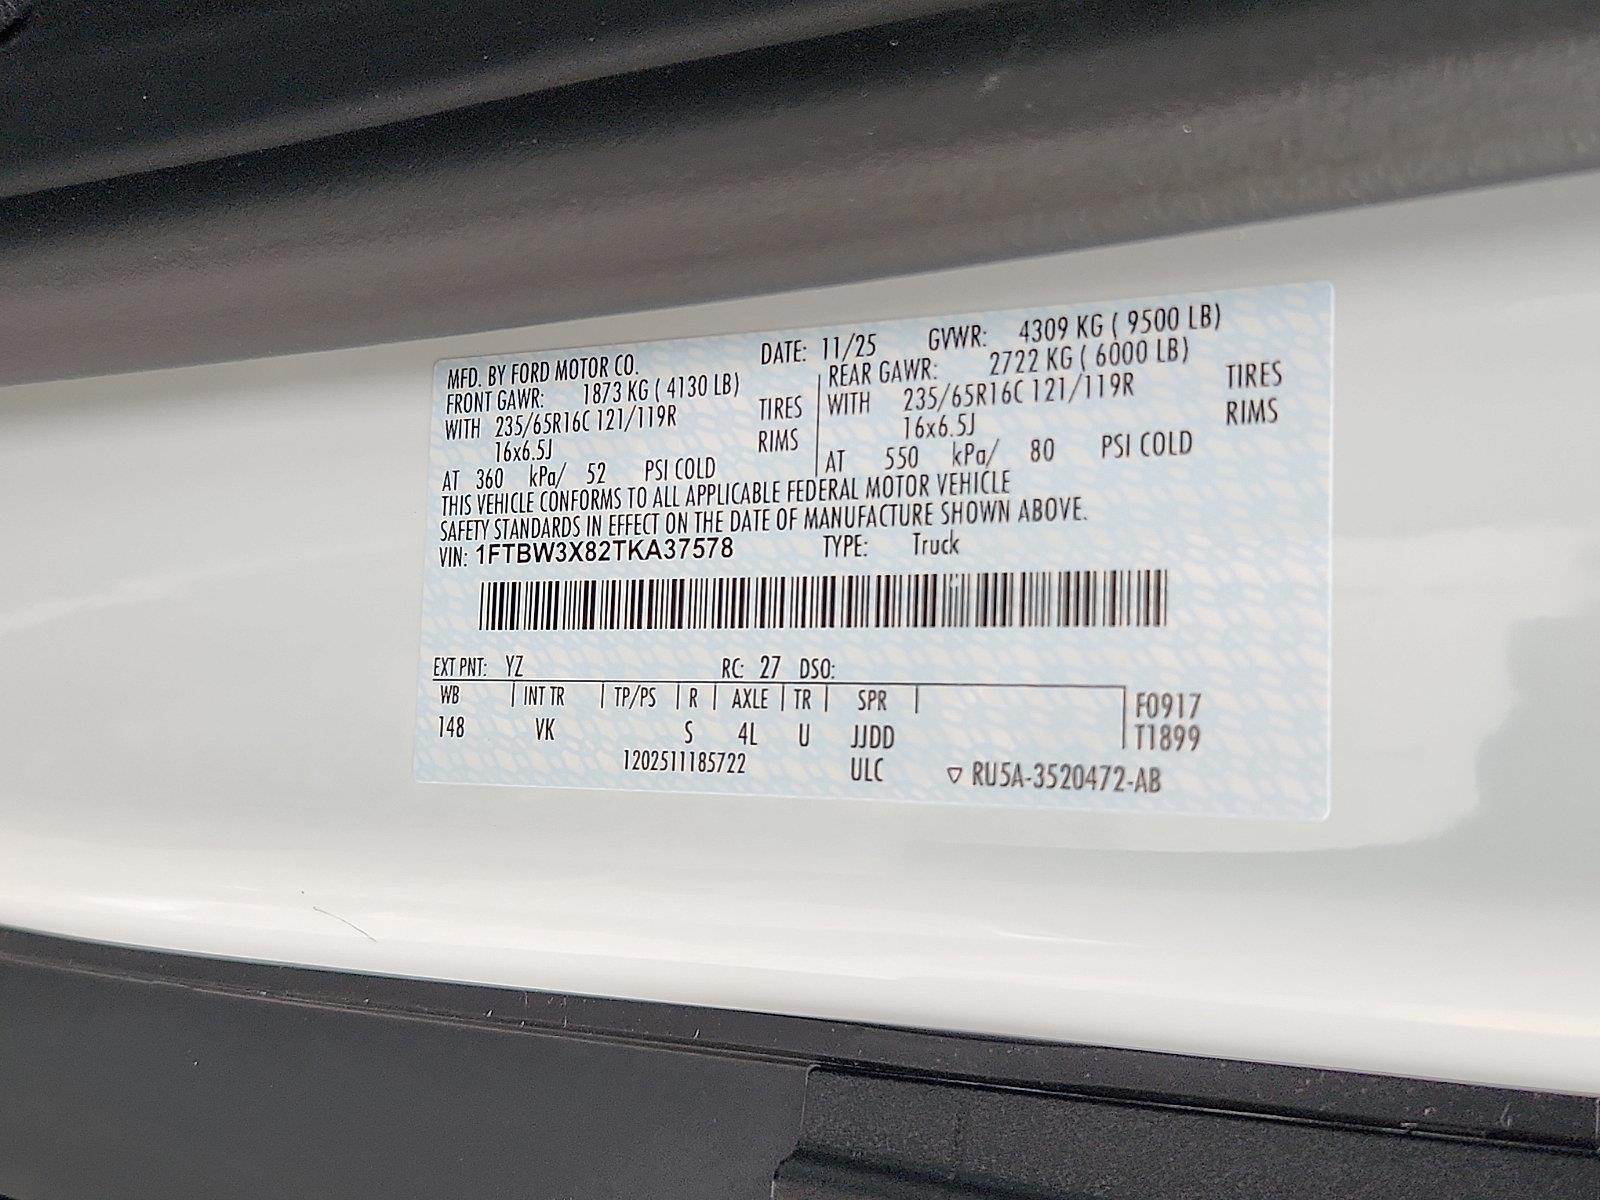 MFD. BY FORD MOTOR CO. DATE: 11/25 GVWR: 4309 KG ( 9500 LB)
FRONT GAWR: 1873 KG ( 4130 LB) REAR GAWR: 2722 KG ( 6000 LB)
WITH 235/65R16C 121/119R TIRES WITH 235/65R16C 121/119R TIRES
16x6.5J RIMS 16x6.5J RIMS
AT 360 kPa/ 52 PSI COLD AT 550 kPa/ 80 PSI COLD
THIS VEHICLE CONFORMS TO ALL APPLICABLE FEDERAL MOTOR VEHICLE
SAFETY STANDARDS IN EFFECT ON THE DATE OF MANUFACTURE SHOWN ABOVE.
VIN: 1FTBW3X82TKA37578 TYPE: Truck
EXT PNT: YZ RC: 27 DSO:
WB | INT TR | TP/PS | R | AXLE | TR | SPR | F0917
148 VK S 4L U JJDD T1899
1202511185722 ULC ▽ RU5A-3520472-AB